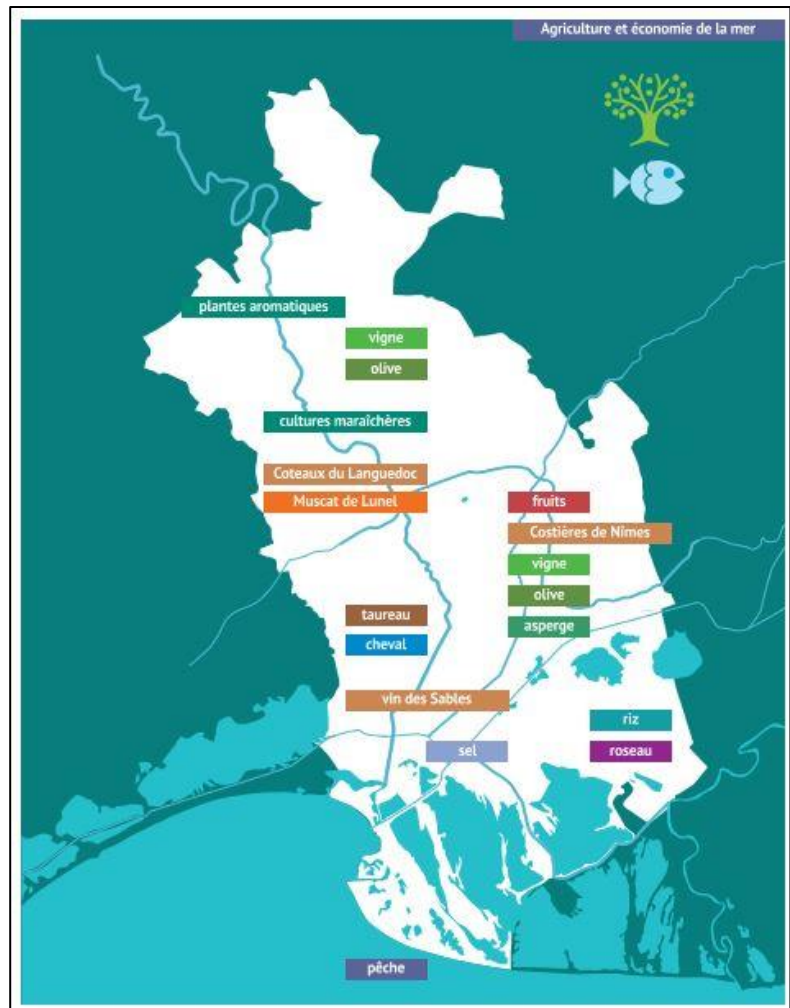 Agriculture et économie de la mer
plantes aromatiques
vigne
olive
cultures maraîchères
Coteaux du Languedoc
Muscat de Lunel
fruits
Costières de Nîmes
vigne
olive
asperge
taureau
cheval
vin des Sables
riz
sel
roseau
pêche